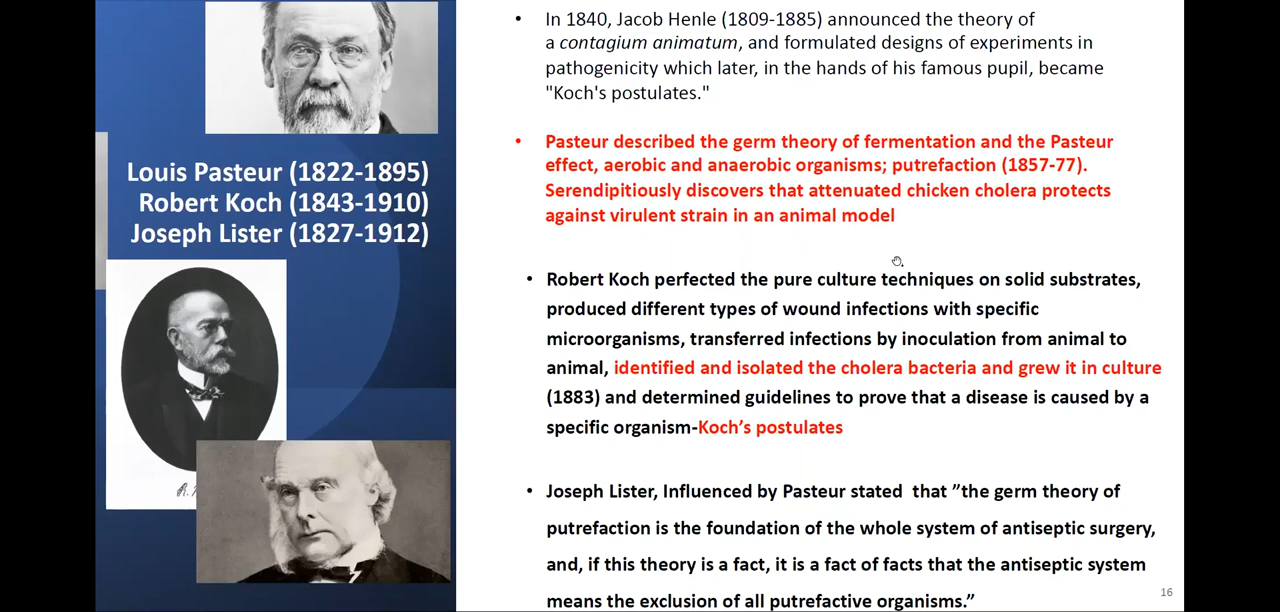 Louis Pasteur (1822-1895)
Robert Koch (1843-1910)
Joseph Lister (1827-1912)
• In 1840, Jacob Henle (1809-1885) announced the theory of
a contagium animatum, and formulated designs of experiments in
pathogenicity which later, in the hands of his famous pupil, became
"Koch's postulates."
• Pasteur described the germ theory of fermentation and the Pasteur
effect, aerobic and anaerobic organisms; putrefaction (1857-77).
Serendipitiously discovers that attenuated chicken cholera protects
against virulent strain in an animal model
• Robert Koch perfected the pure culture techniques on solid substrates,
produced different types of wound infections with specific
microorganisms, transferred infections by inoculation from animal to
animal, identified and isolated the cholera bacteria and grew it in culture
(1883) and determined guidelines to prove that a disease is caused by a
specific organism-Koch’s postulates
• Joseph Lister, Influenced by Pasteur stated that ”the germ theory of
putrefaction is the foundation of the whole system of antiseptic surgery,
and, if this theory is a fact, it is a fact of facts that the antiseptic system
means the exclusion of all putrefactive organisms.”
16